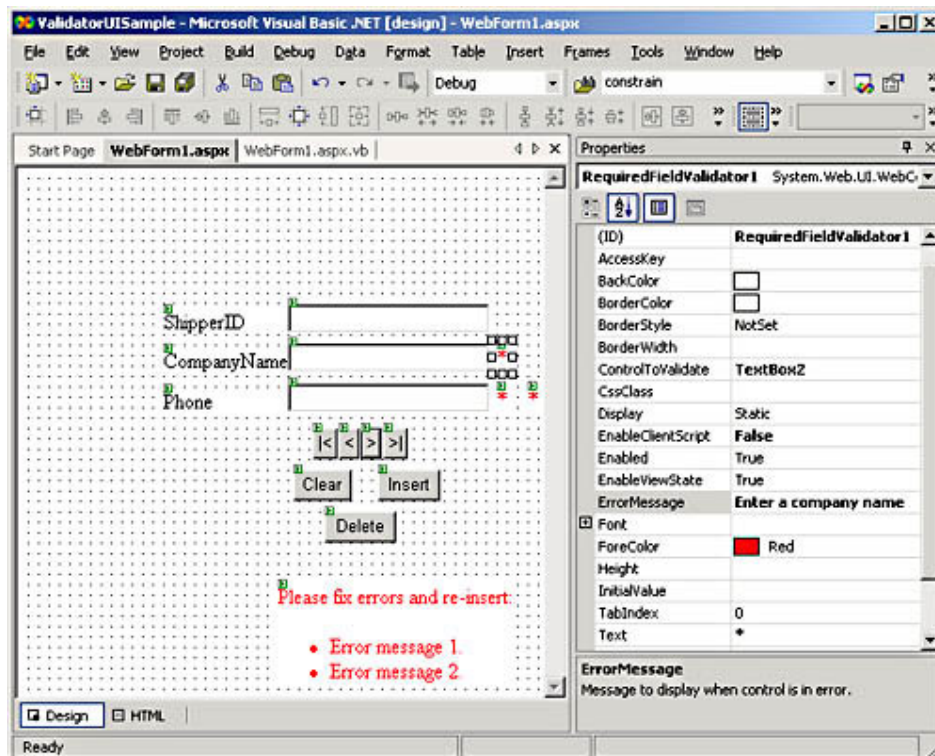 ValidatorUISample - Microsoft Visual Basic .NET [design] - WebForm1.aspx
File Edit View Project Build Debug Data Format Table Insert Frames Tools Window Help
Debug constrain
Start Page WebForm1.aspx WebForm1.aspx.vb
Properties
RequiredFieldValidator1 System.Web.UI.WebC
(ID) RequiredFieldValidator1
AccessKey
BackColor
BorderColor
BorderStyle NotSet
BorderWidth
ControlToValidate TextBox2
CssClass
Display Static
EnableClientScript False
Enabled True
EnableViewState True
ErrorMessage Enter a company name
Font
ForeColor Red
Height
InitialValue
TabIndex 0
Text *
ErrorMessage
Message to display when control is in error.
ShipperID
CompanyName *
Phone * *
|< < > >|
Clear Insert
Delete
Please fix errors and re-insert:
• Error message 1.
• Error message 2.
Design HTML
Ready